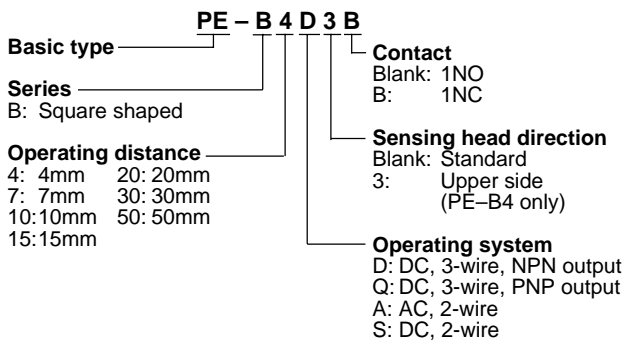 PE – B 4 D 3 B
Basic type
Series
B: Square shaped
Operating distance
4: 4mm 20: 20mm
7: 7mm 30: 30mm
10: 10mm 50: 50mm
15: 15mm
Contact
Blank: 1NO
B: 1NC
Sensing head direction
Blank: Standard
3: Upper side
(PE–B4 only)
Operating system
D: DC, 3-wire, NPN output
Q: DC, 3-wire, PNP output
A: AC, 2-wire
S: DC, 2-wire